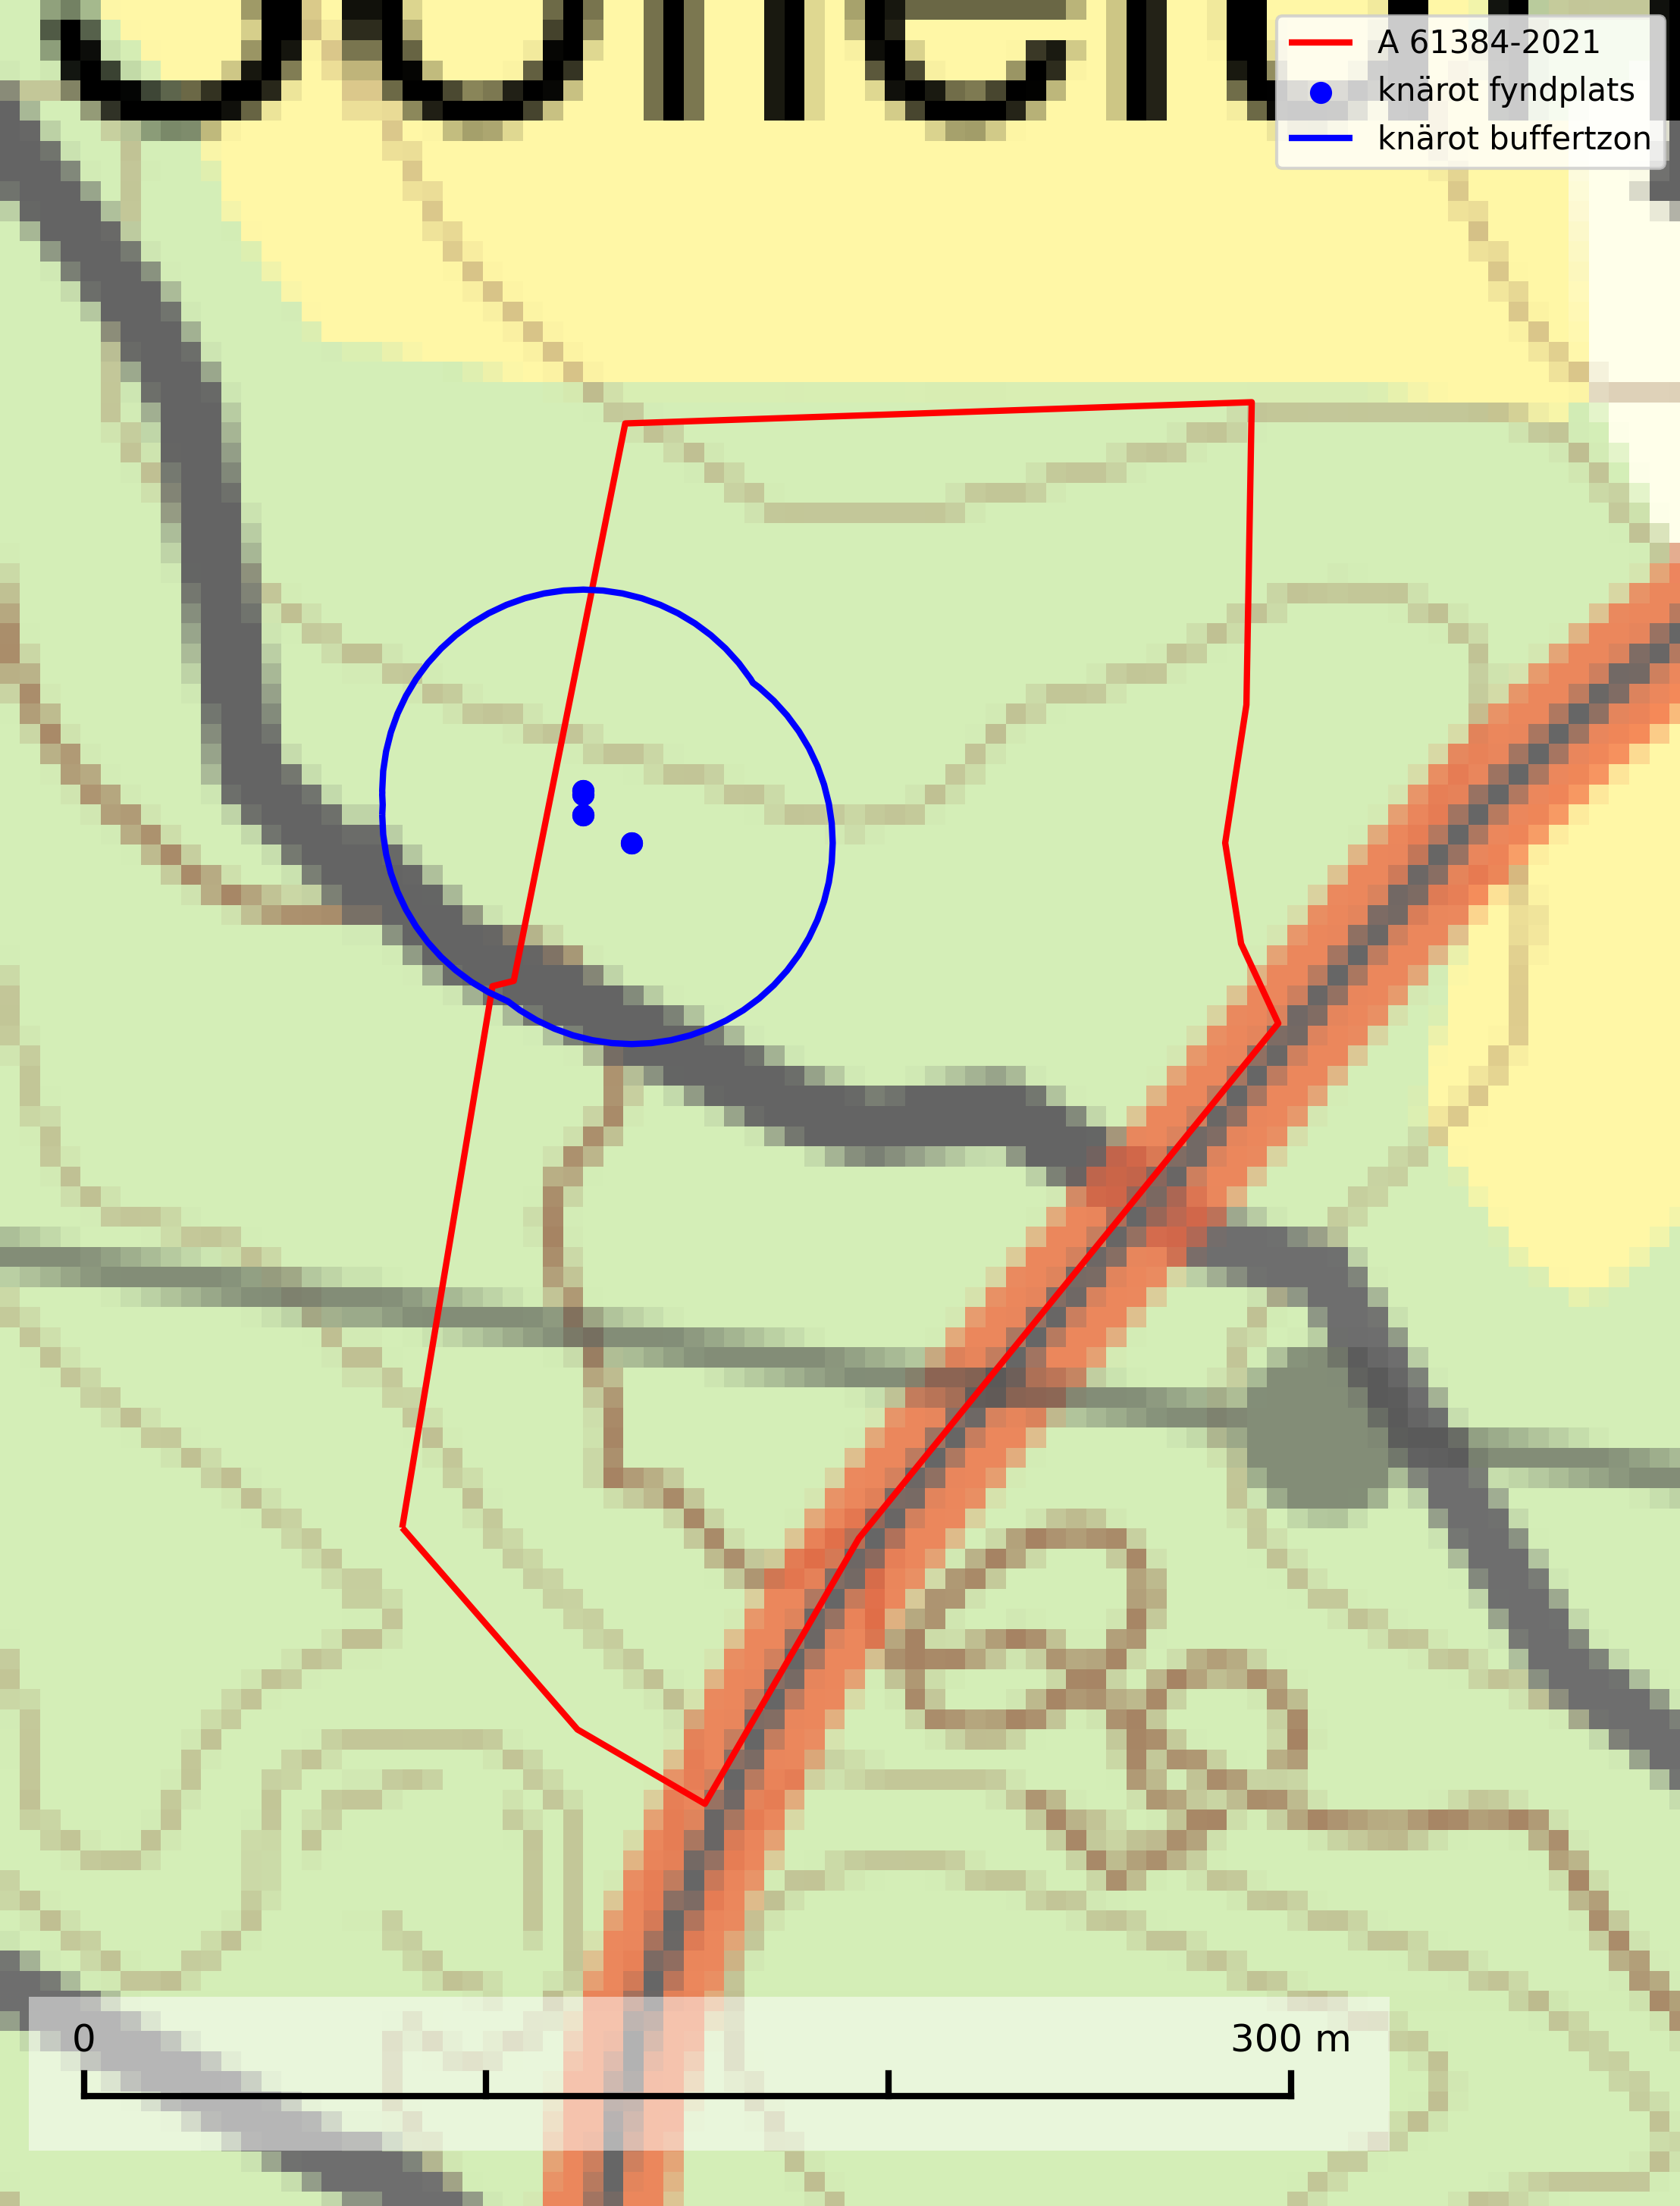 A 61384-2021
knärot fyndplats
knärot buffertzon
0
300 m